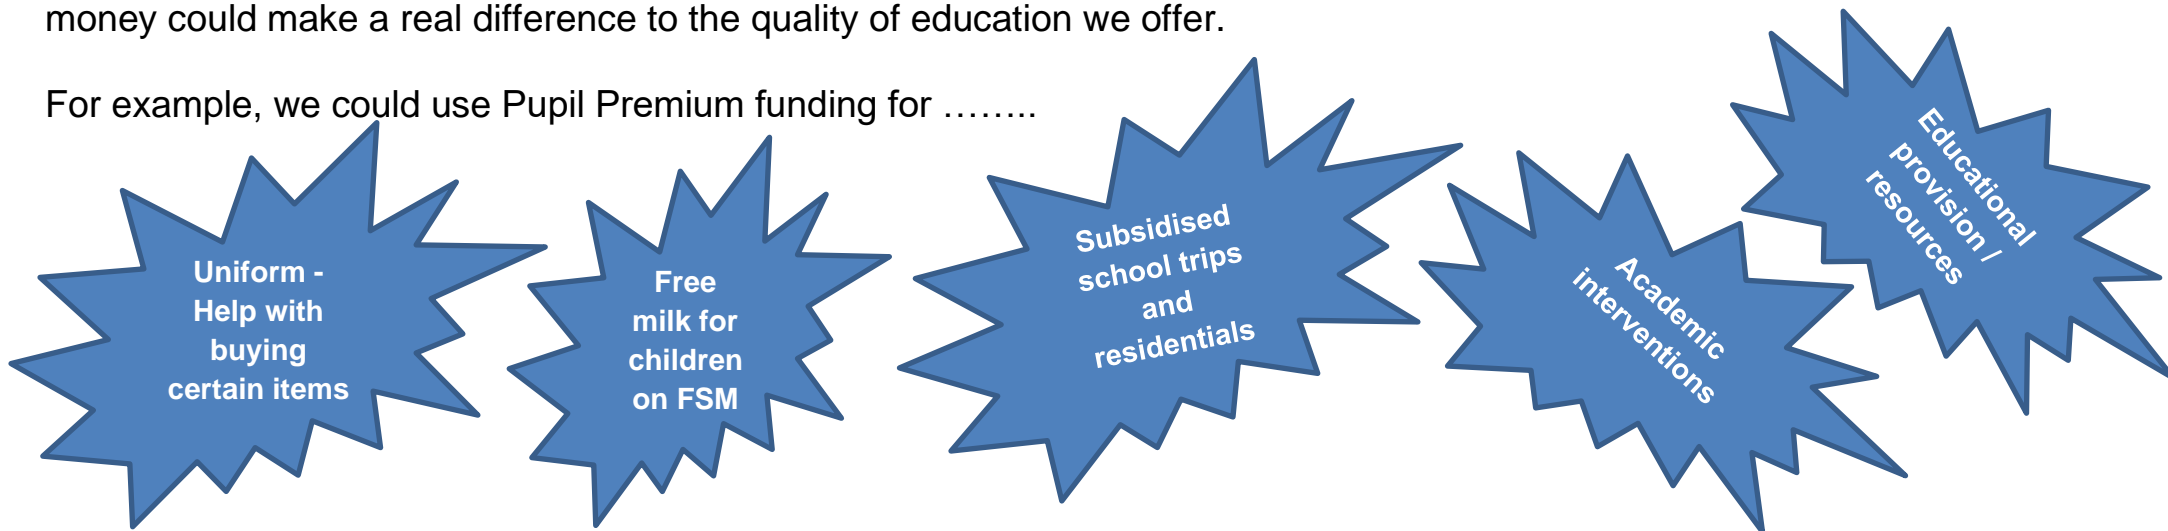 money could make a real difference to the quality of education we offer.
For example, we could use Pupil Premium funding for ……..
Uniform -
Help with
buying
certain items
Free
milk for
children
on FSM
Subsidised
school trips
and
residentials
Academic
interventions
Educational
provision /
resources